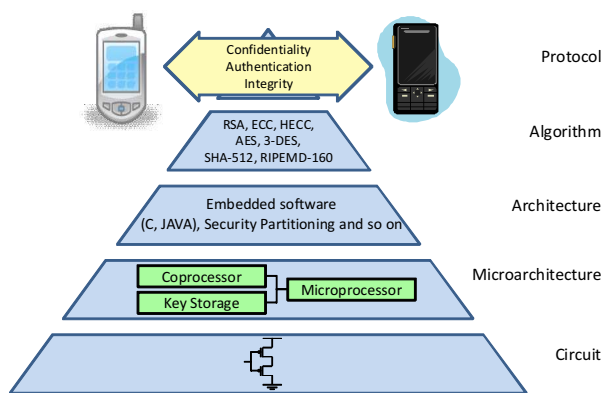 Confidentiality
Authentication
Integrity
Protocol
RSA, ECC, HECC,
AES, 3-DES,
SHA-512, RIPEMD-160
Algorithm
Embedded software
(C, JAVA), Security Partitioning and so on
Architecture
Coprocessor
Key Storage
Microprocessor
Microarchitecture
Circuit